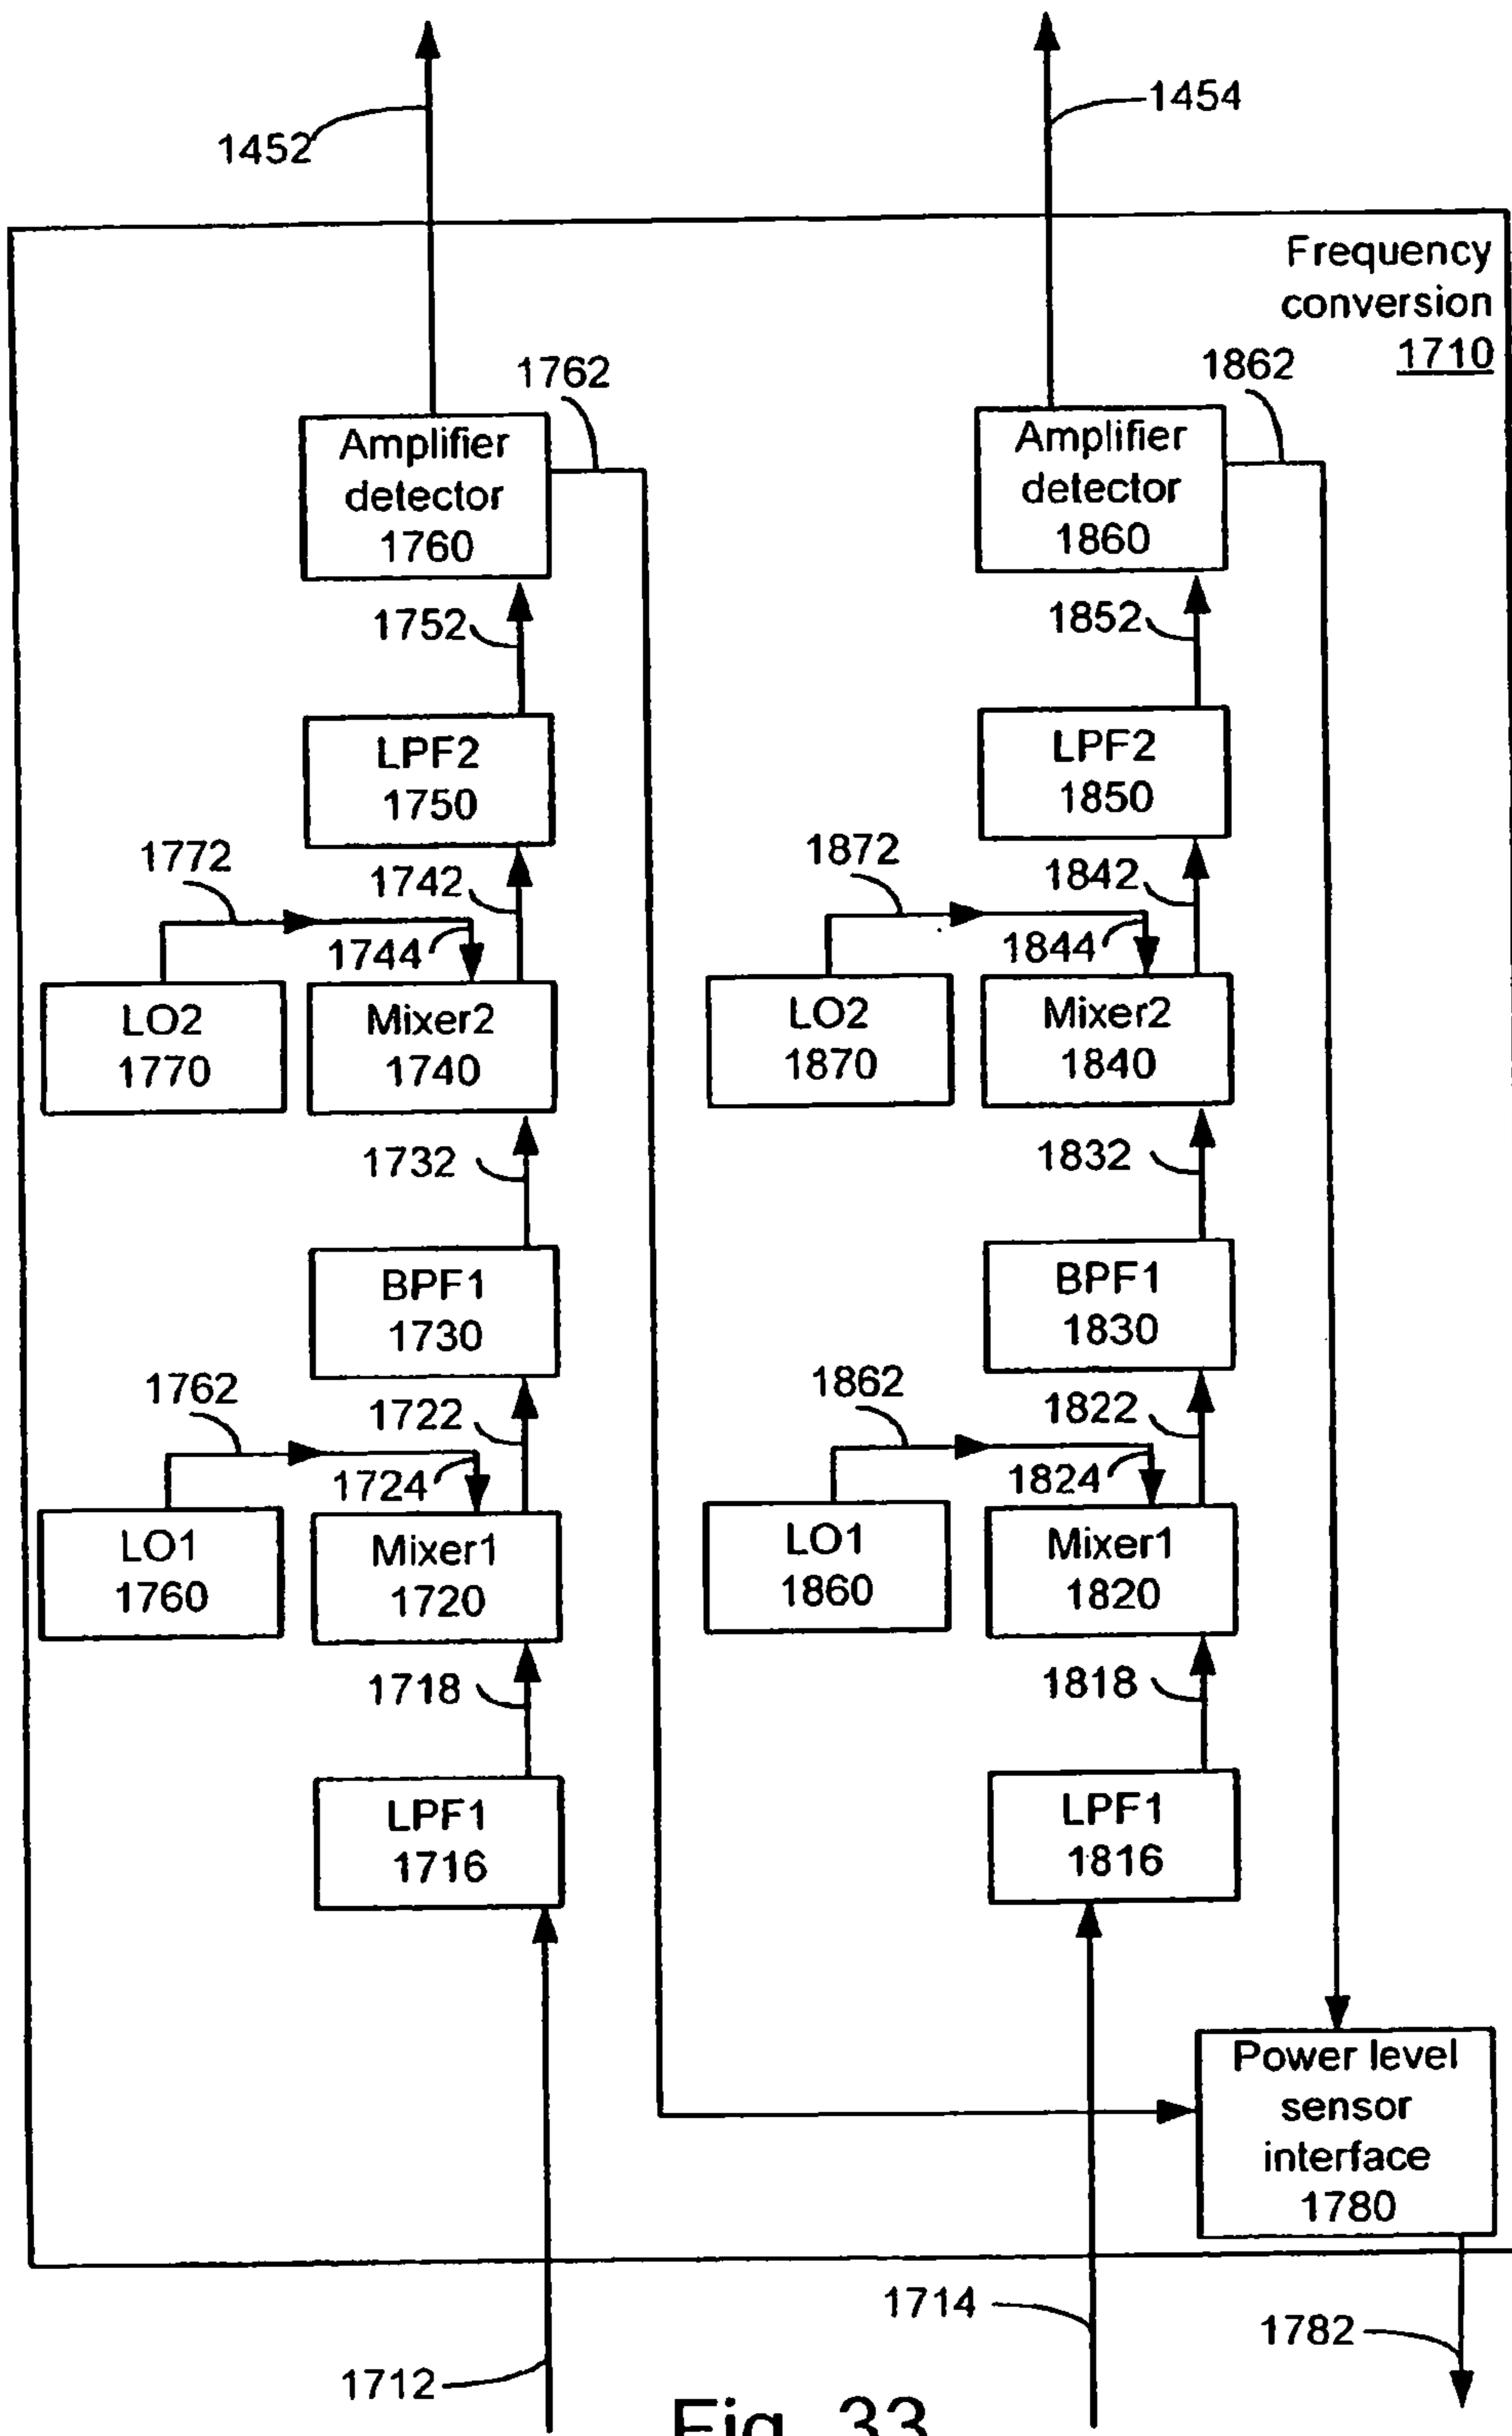 1452
1454
Frequency
conversion
1710
1762
1862
Amplifier
detector
1760
Amplifier
detector
1860
1752
1852
LPF2
1750
LPF2
1850
1772
1742
1872
1842
1744
1844
LO2
1770
Mixer2
1740
LO2
1870
Mixer2
1840
1732
1832
BPF1
1730
BPF1
1830
1762
1722
1862
1822
1724
1824
LO1
1760
Mixer1
1720
LO1
1860
Mixer1
1820
1718
1818
LPF1
1716
LPF1
1816
Power level
sensor
interface
1780
1714
1782
1712
Fig. 33